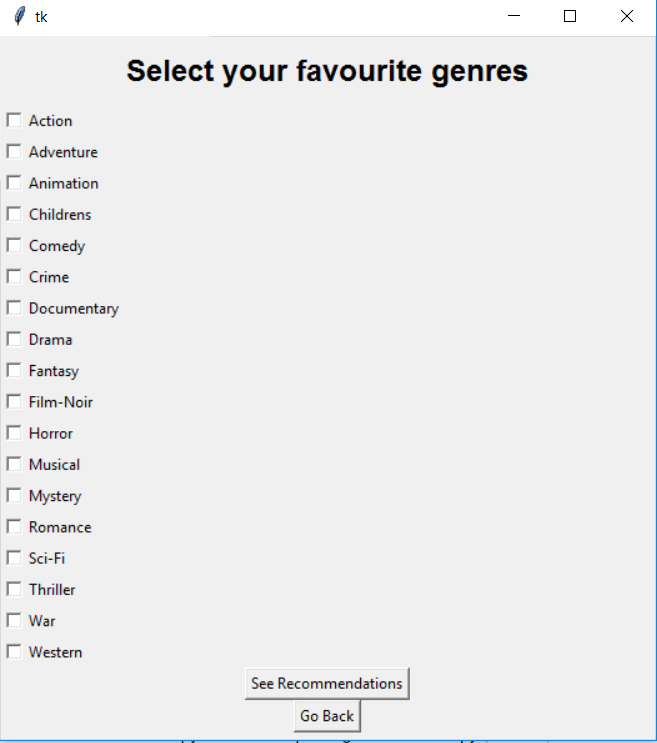 tk
Select your favourite genres
Action
Adventure
Animation
Childrens
Comedy
Crime
Documentary
Drama
Fantasy
Film-Noir
Horror
Musical
Mystery
Romance
Sci-Fi
Thriller
War
Western
See Recommendations
Go Back